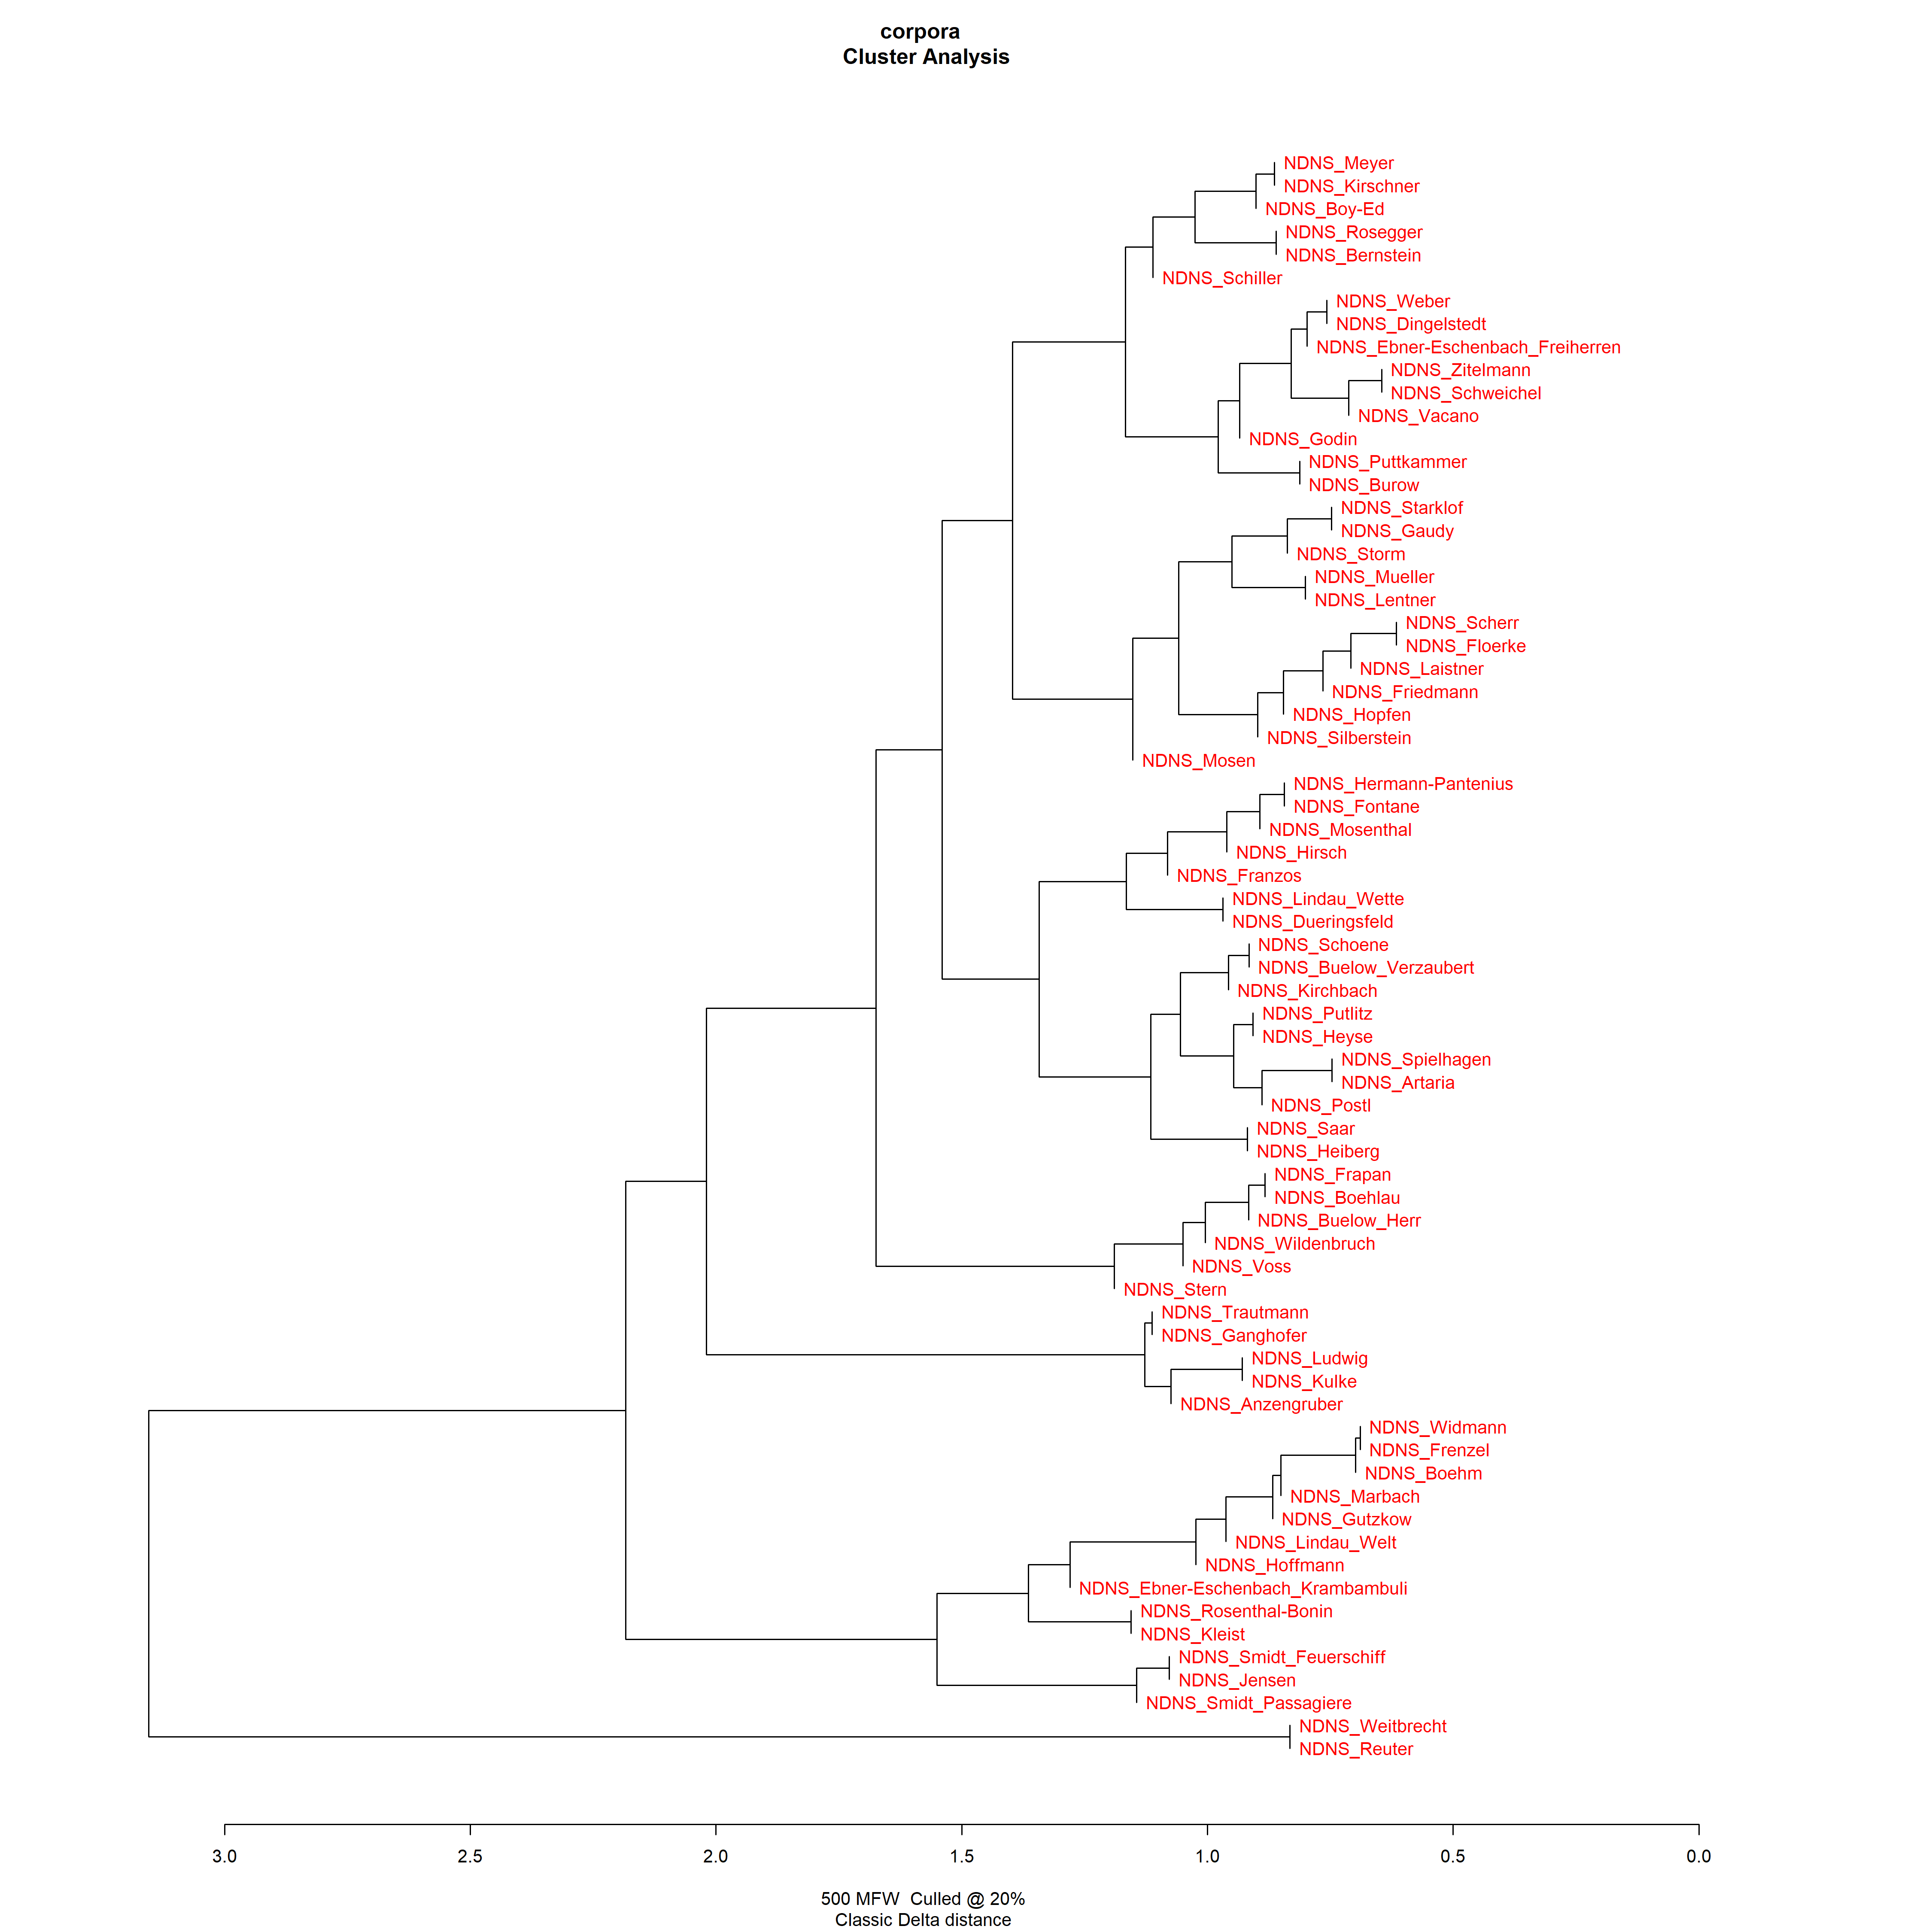 corpora
Cluster Analysis
NDNS_Meyer
NDNS_Kirschner
NDNS_Boy-Ed
NDNS_Rosegger
NDNS_Bernstein
NDNS_Schiller
NDNS_Weber
NDNS_Dingelstedt
NDNS_Ebner-Eschenbach_Freiherren
NDNS_Zitelmann
NDNS_Schweichel
NDNS_Vacano
NDNS_Godin
NDNS_Puttkammer
NDNS_Burow
NDNS_Starklof
NDNS_Gaudy
NDNS_Storm
NDNS_Mueller
NDNS_Lentner
NDNS_Scherr
NDNS_Floerke
NDNS_Laistner
NDNS_Friedmann
NDNS_Hopfen
NDNS_Silberstein
NDNS_Mosen
NDNS_Hermann-Pantenius
NDNS_Fontane
NDNS_Mosenthal
NDNS_Hirsch
NDNS_Franzos
NDNS_Lindau_Wette
NDNS_Dueringsfeld
NDNS_Schoene
NDNS_Buelow_Verzaubert
NDNS_Kirchbach
NDNS_Putlitz
NDNS_Heyse
NDNS_Spielhagen
NDNS_Artaria
NDNS_Postl
NDNS_Saar
NDNS_Heiberg
NDNS_Frapan
NDNS_Boehlau
NDNS_Buelow_Herr
NDNS_Wildenbruch
NDNS_Voss
NDNS_Stern
NDNS_Trautmann
NDNS_Ganghofer
NDNS_Ludwig
NDNS_Kulke
NDNS_Anzengruber
NDNS_Widmann
NDNS_Frenzel
NDNS_Boehm
NDNS_Marbach
NDNS_Gutzkow
NDNS_Lindau_Welt
NDNS_Hoffmann
NDNS_Ebner-Eschenbach_Krambambuli
NDNS_Rosenthal-Bonin
NDNS_Kleist
NDNS_Smidt_Feuerschiff
NDNS_Jensen
NDNS_Smidt_Passagiere
NDNS_Weitbrecht
NDNS_Reuter
3.0 2.5 2.0 1.5 1.0 0.5 0.0
500 MFW  Culled @ 20%
Classic Delta distance